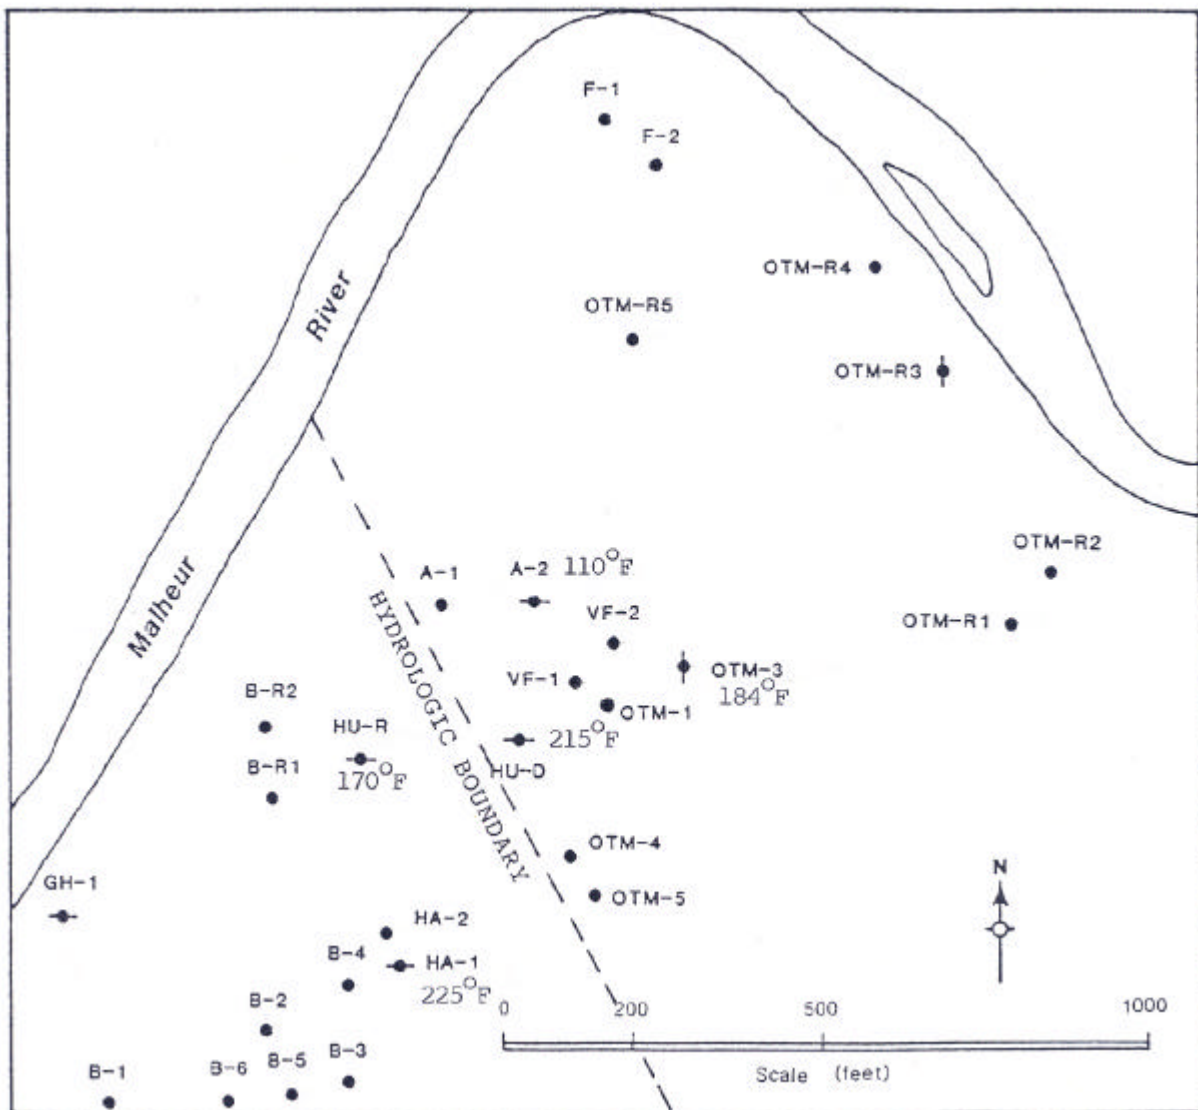 F-1
F-2
OTM-R4
River
OTM-R5
OTM-R3
OTM-R2
A-1
A-2
110°F
Malheur
VF-2
OTM-R1
HYDROLOGIC BOUNDARY
VF-1
OTM-3
184°F
B-R2
HU-R
OTM-1
215°F
B-R1
170°F
HU-D
OTM-4
GH-1
OTM-5
N
HA-2
B-4
HA-1
225°F
B-2
0 200 500 1000
B-5
B-3
B-1
B-6
Scale (feet)